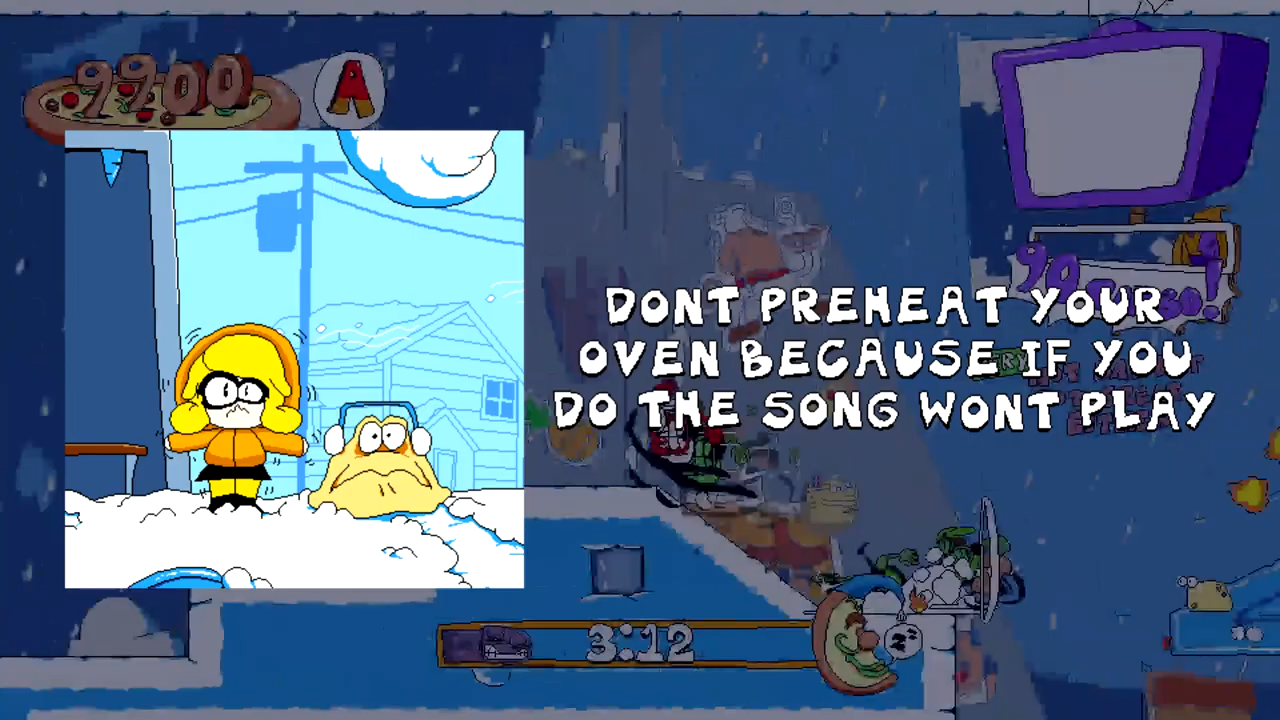 9900
A
DONT PREHEAT YOUR
OVEN BECAUSE IF YOU
DO THE SONG WONT PLAY
3:12